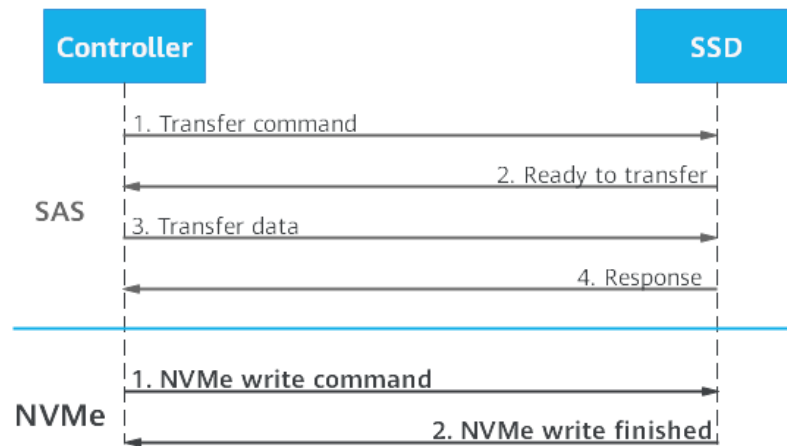 Controller
SSD
1. Transfer command
2. Ready to transfer
SAS
3. Transfer data
4. Response
1. NVMe write command
NVMe
2. NVMe write finished